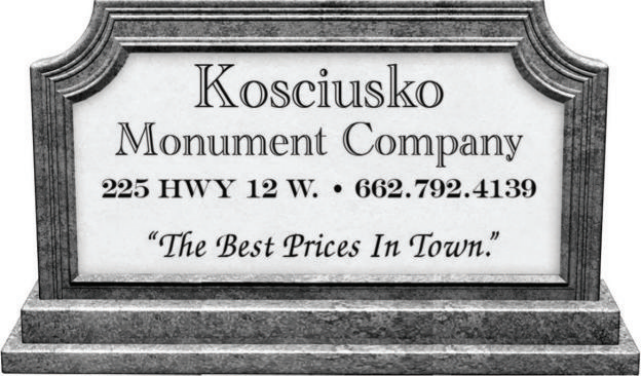 Kosciusko
Monument Company
225 HWY 12 W. • 662.792.4139
“The Best Prices In Town.”